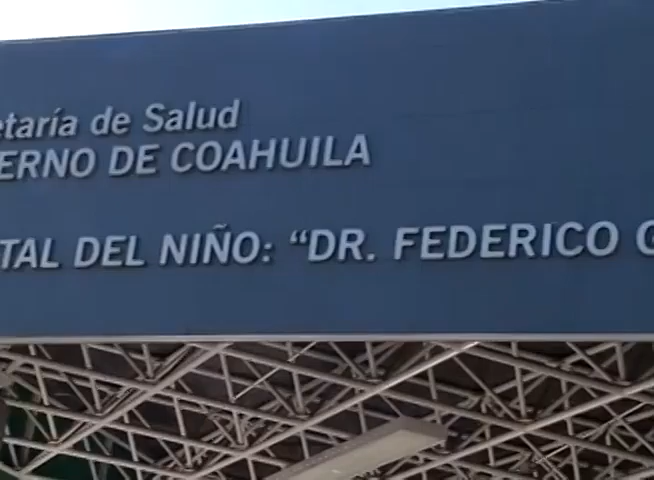 etaría de Salud
ERNO DE COAHUILA
TAL DEL NIÑO: “DR. FEDERICO G